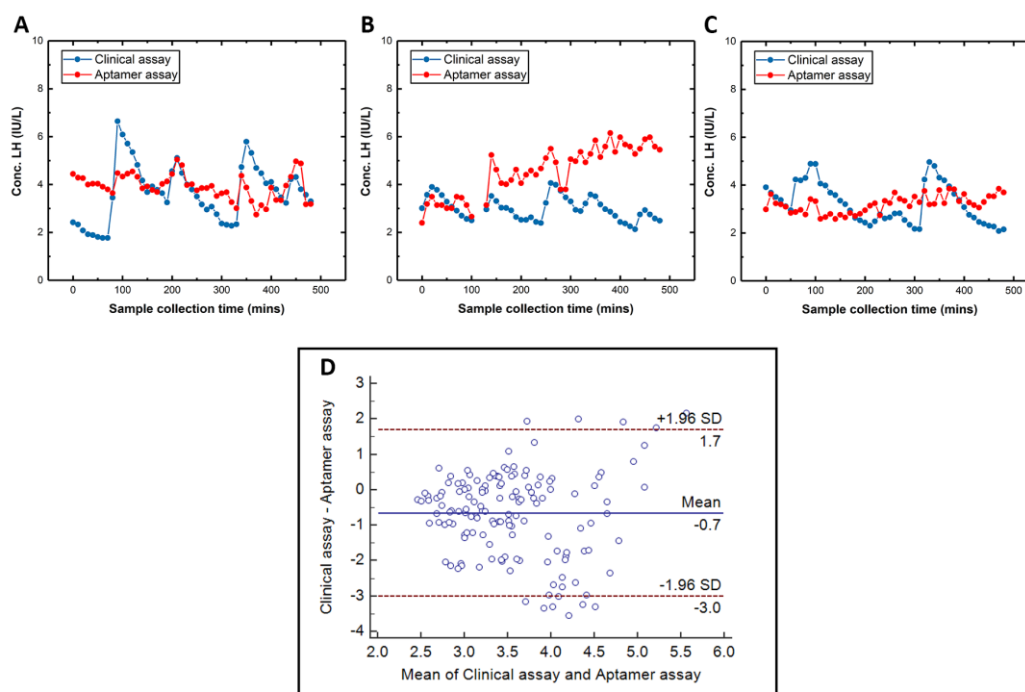 A
Clinical assay
Aptamer assay
10
8
6
4
2
0
Conc. LH (IU/L)
0 100 200 300 400 500
Sample collection time (mins)
B
Clinical assay
Aptamer assay
10
8
6
4
2
0
Conc. LH (IU/L)
0 100 200 300 400 500
Sample collection time (mins)
C
Clinical assay
Aptamer assay
10
8
6
4
2
0
Conc. LH (IU/L)
0 100 200 300 400 500
Sample collection time (mins)
D
3
2
1
0
-1
-2
-3
-4
Clinical assay - Aptamer assay
+1.96 SD
1.7
Mean
-0.7
-1.96 SD
-3.0
2.0 2.5 3.0 3.5 4.0 4.5 5.0 5.5 6.0
Mean of Clinical assay and Aptamer assay